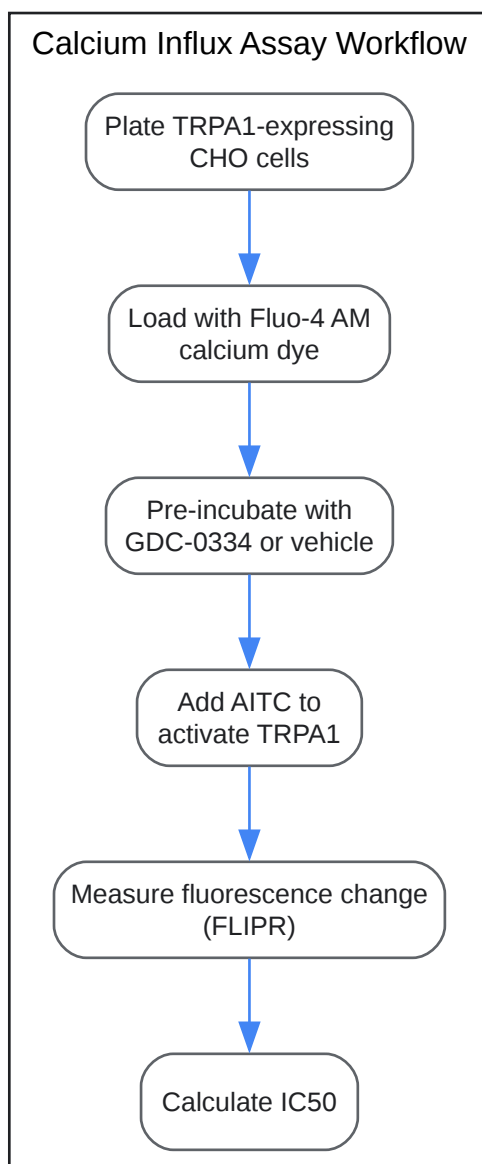 Calcium Influx Assay Workflow
Plate TRPA1-expressing
CHO cells
Load with Fluo-4 AM
calcium dye
Pre-incubate with
GDC-0334 or vehicle
Add AITC to
activate TRPA1
Measure fluorescence change
(FLIPR)
Calculate IC50